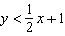 y < 1/2 x + 1